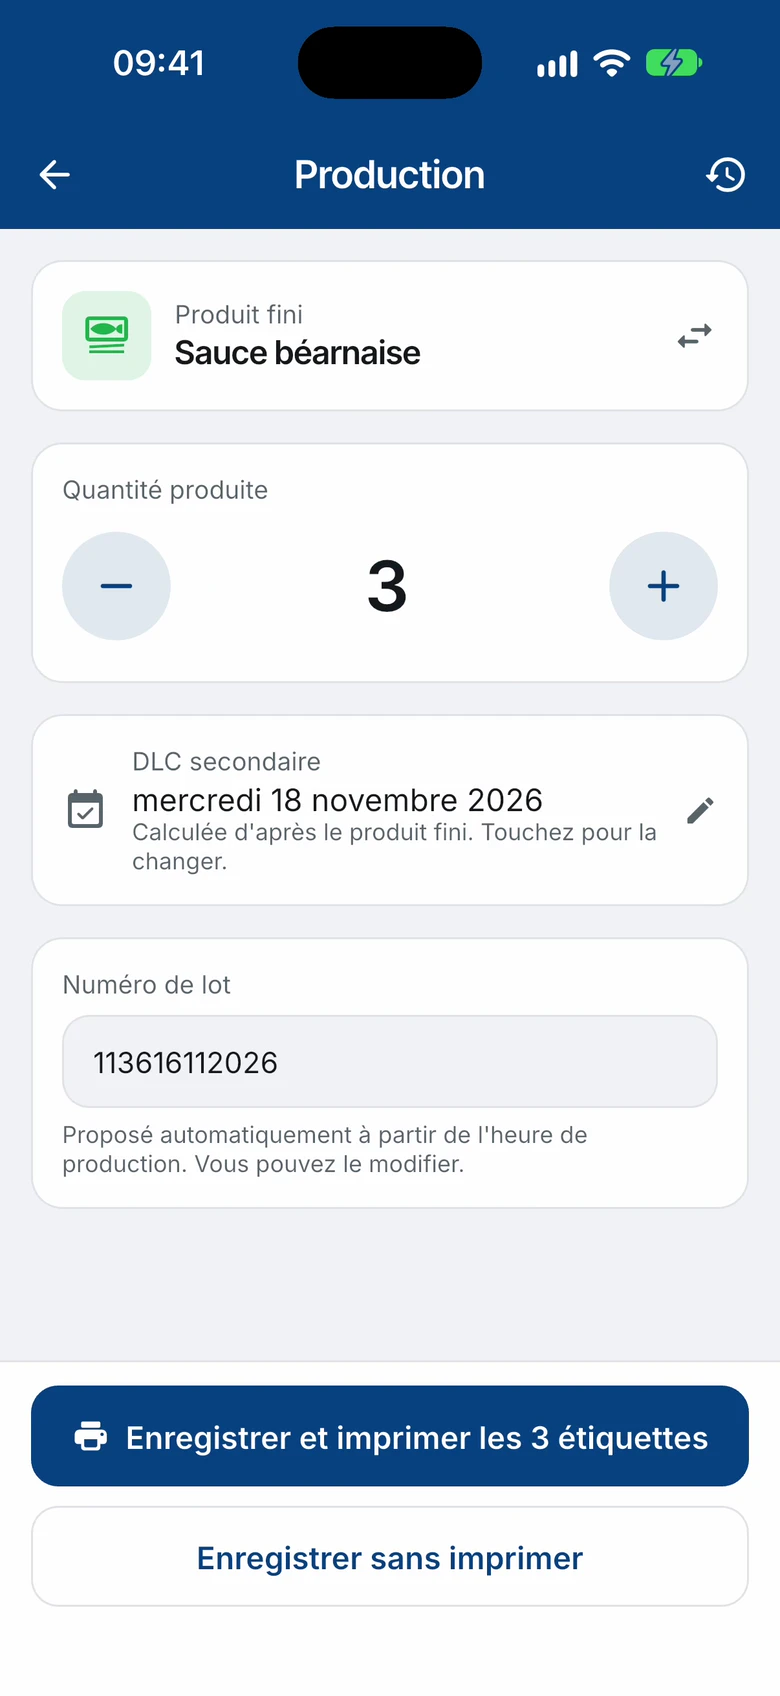 09:41
Production
Produit fini
Sauce béarnaise
Quantité produite
3
DLC secondaire
mercredi 18 novembre 2026
Calculée d'après le produit fini. Touchez pour la
changer.
Numéro de lot
113616112026
Proposé automatiquement à partir de l'heure de
production. Vous pouvez le modifier.
Enregistrer et imprimer les 3 étiquettes
Enregistrer sans imprimer